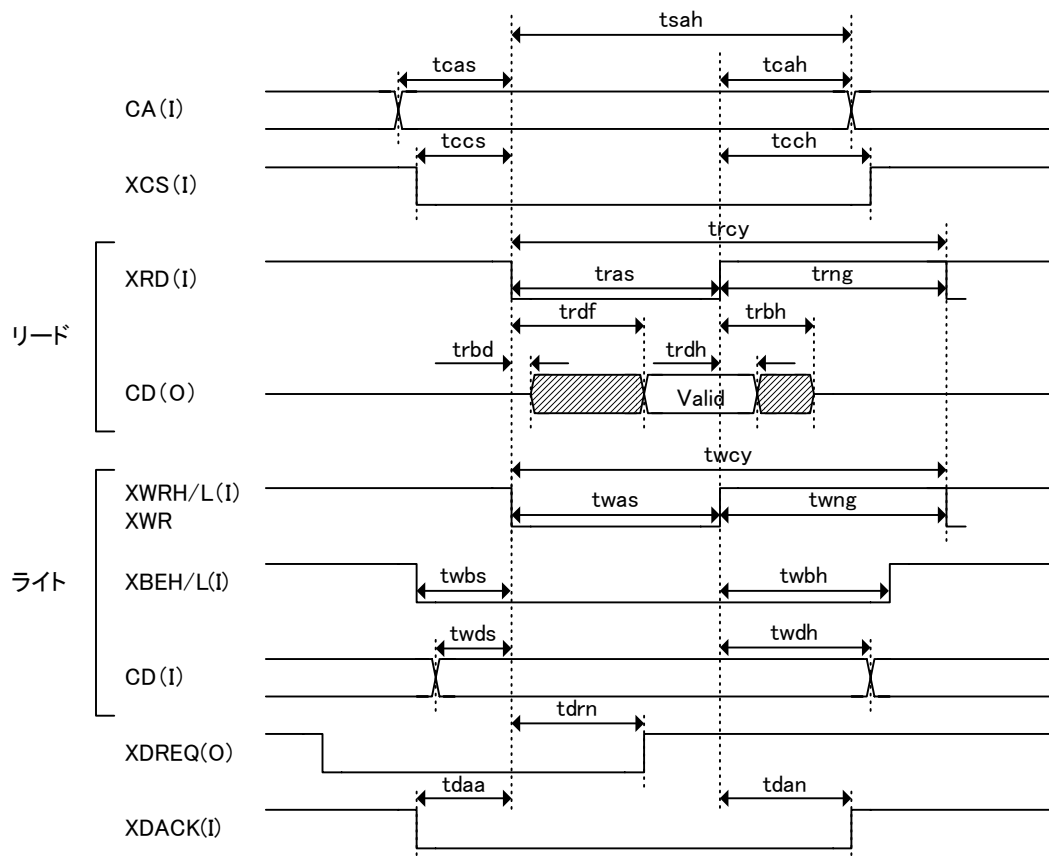 tsah
tcas tcah
CA(I)
tccs tcch
XCS(I)
trcy
XRD(I) tras trng
リード
trdf trbh
trbd trdh
CD(O) Valid
twcy
XWRH/L(I)
XWR twas twng
ライト
XBEH/L(I) twbs twbh
twds twdh
CD(I)
tdrn
XDREQ(O)
tdaa tdan
XDACK(I)